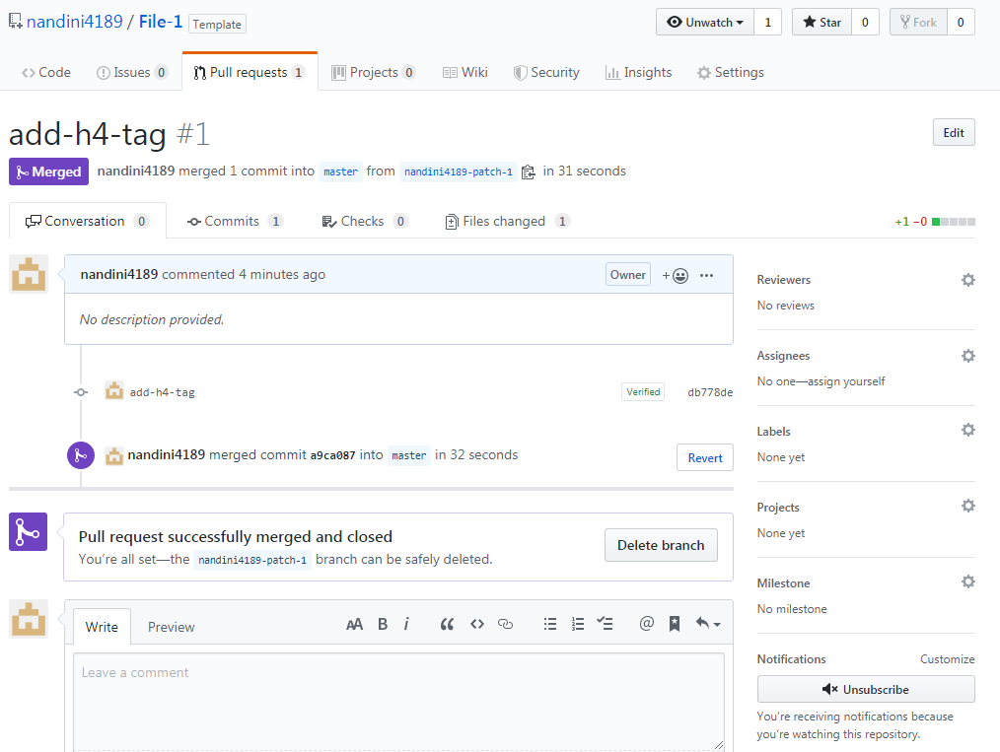 nandini4189 / File-1 Template Unwatch 1 Star 0 Fork 0
Code Issues 0 Pull requests 1 Projects 0 Wiki Security Insights Settings
add-h4-tag #1 Edit
Merged nandini4189 merged 1 commit into master from nandini4189-patch-1 in 31 seconds
Conversation 0 Commits 1 Checks 0 Files changed 1 +1 −0
nandini4189 commented 4 minutes ago Owner
No description provided.
add-h4-tag Verified db778de
nandini4189 merged commit a9ca087 into master in 32 seconds Revert
Pull request successfully merged and closed
You're all set—the nandini4189-patch-1 branch can be safely deleted.
Delete branch
Write Preview AA B i
Leave a comment
Reviewers
No reviews
Assignees
No one—assign yourself
Labels
None yet
Projects
None yet
Milestone
No milestone
Notifications Customize
Unsubscribe
You're receiving notifications because
you're watching this repository.